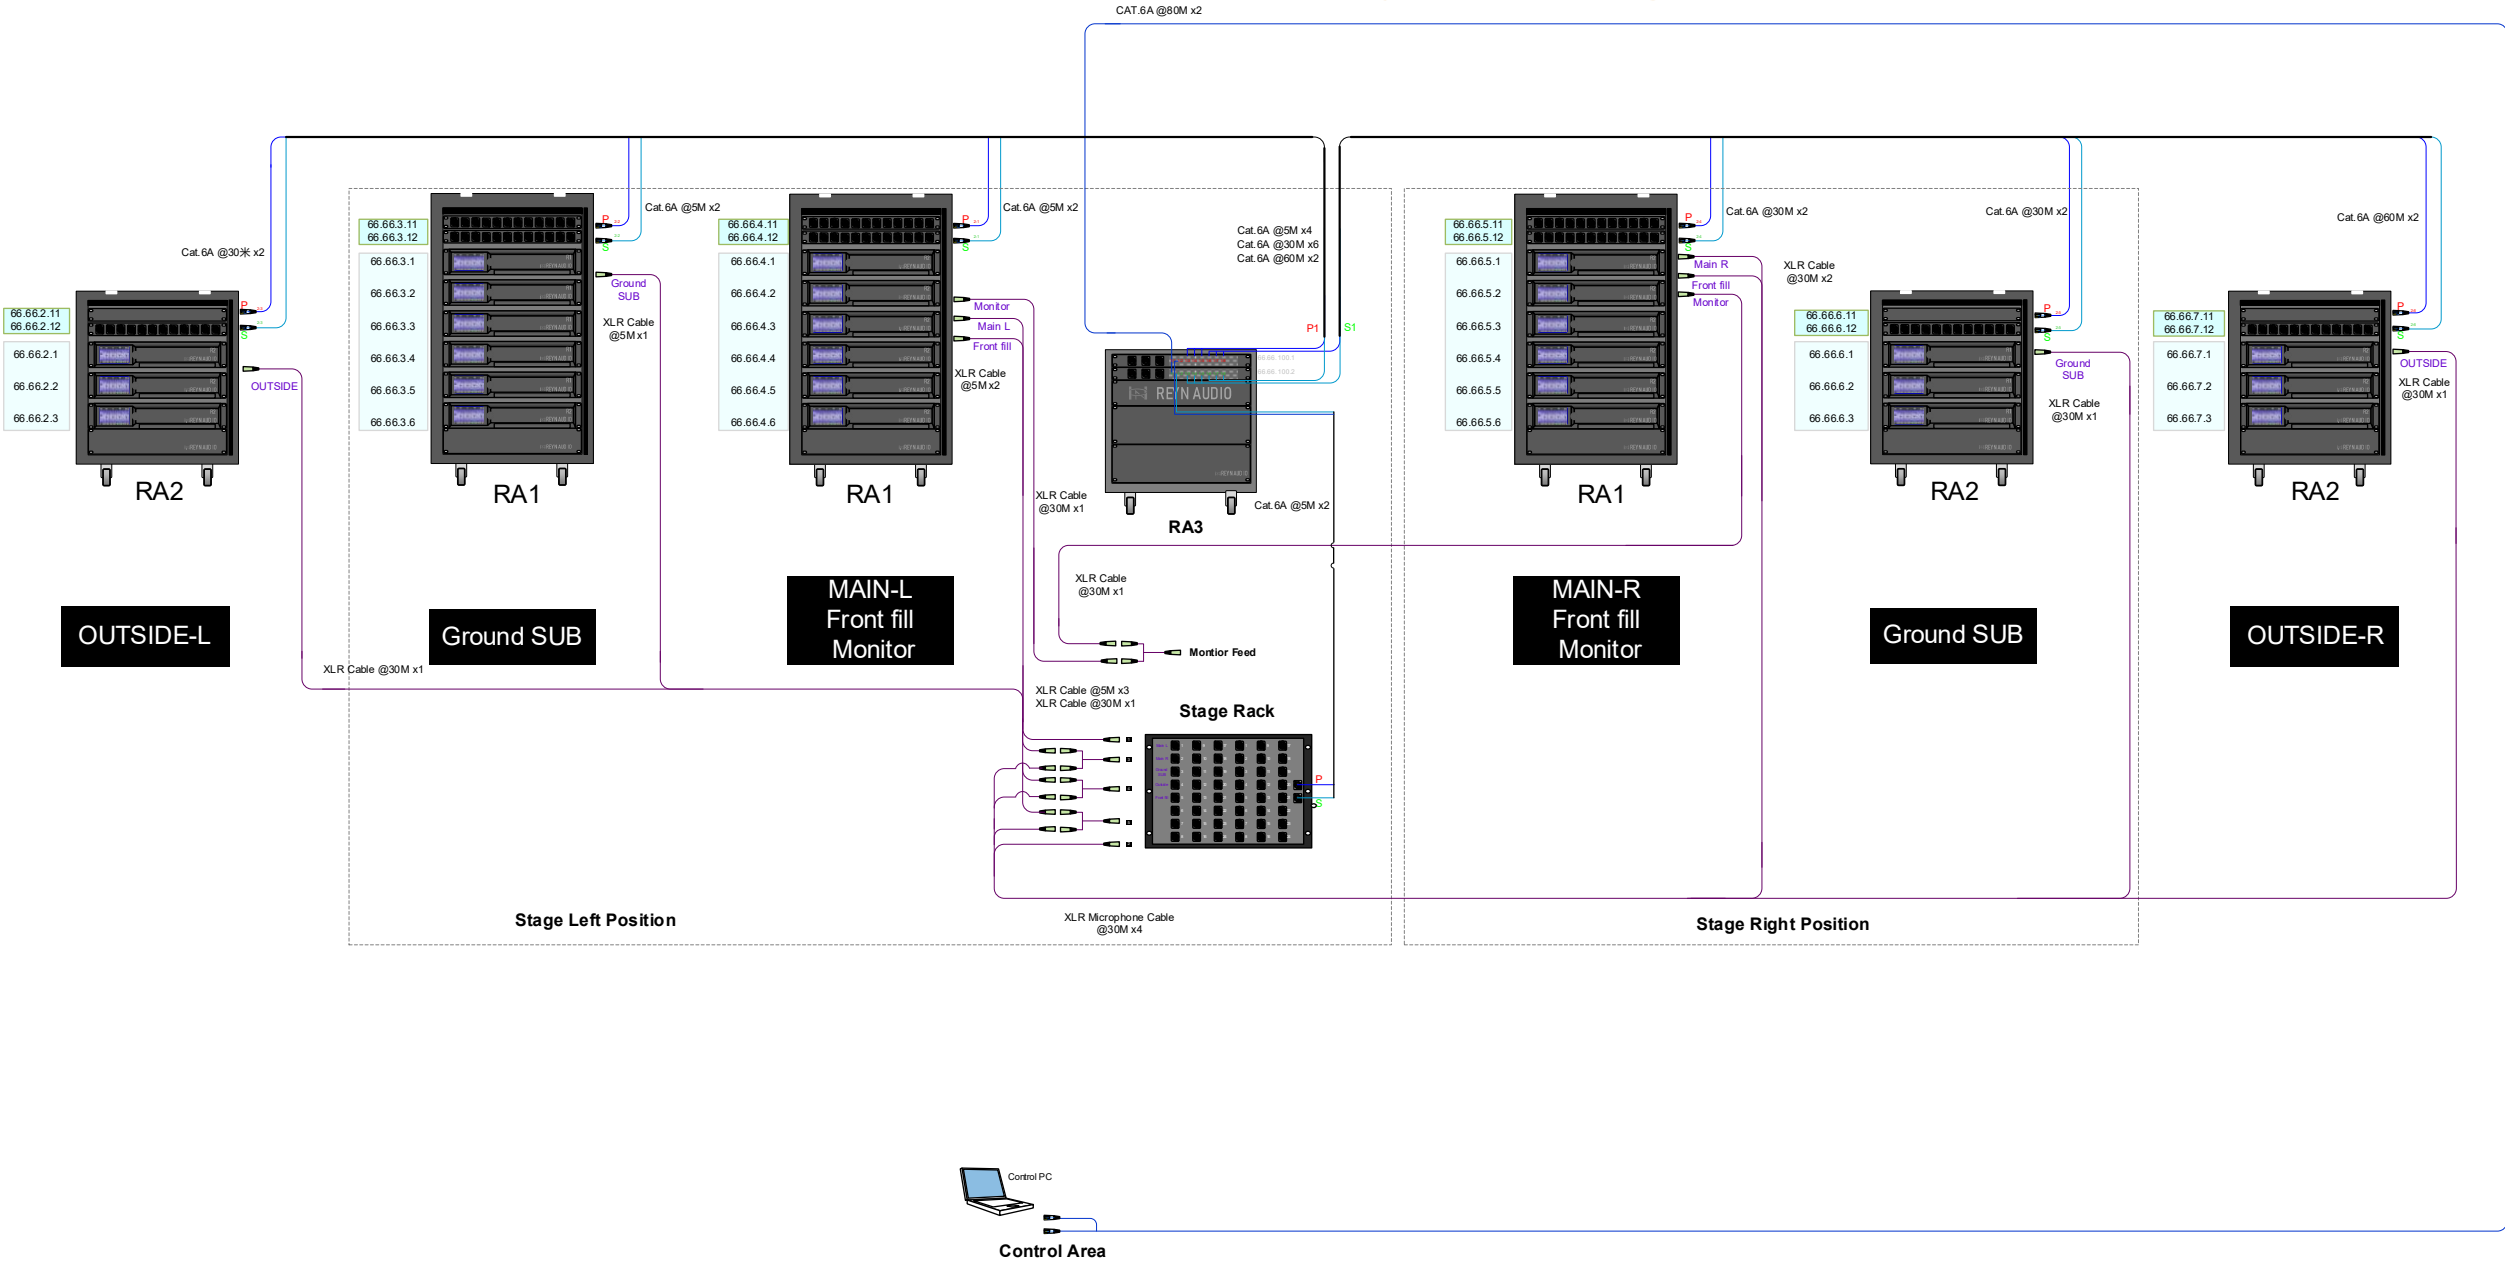 CAT.6A @80M x2
Cat.6A @30米 x2
66.66.2.11
66.66.2.12
66.66.2.1
66.66.2.2
66.66.2.3
P
S
OUTSIDE
RA2
OUTSIDE-L
XLR Cable @30M x1
66.66.3.11
66.66.3.12
66.66.3.1
66.66.3.2
66.66.3.3
66.66.3.4
66.66.3.5
66.66.3.6
P
S
Cat.6A @5M x2
Ground
SUB
XLR Cable
@5M x1
RA1
Ground SUB
66.66.4.11
66.66.4.12
66.66.4.1
66.66.4.2
66.66.4.3
66.66.4.4
66.66.4.5
66.66.4.6
P
S
Cat.6A @5M x2
Monitor
Main L
Front fill
XLR Cable
@5M x2
RA1
MAIN-L
Front fill
Monitor
Cat.6A @5M x4
Cat.6A @30M x6
Cat.6A @60M x2
P1
S1
66.66.100.1
66.66.100.2
REYN AUDIO
RA3
Cat.6A @5M x2
XLR Cable
@30M x1
XLR Cable
@30M x1
Montior Feed
XLR Cable @5M x3
XLR Cable @30M x1
Stage Rack
P
S
XLR Microphone Cable
@30M x4
Stage Left Position
66.66.5.11
66.66.5.12
66.66.5.1
66.66.5.2
66.66.5.3
66.66.5.4
66.66.5.5
66.66.5.6
P
S
Cat.6A @30M x2
Main R
Front fill
Monitor
XLR Cable
@30M x2
RA1
MAIN-R
Front fill
Monitor
66.66.6.11
66.66.6.12
66.66.6.1
66.66.6.2
66.66.6.3
P
S
Cat.6A @30M x2
Ground
SUB
XLR Cable
@30M x1
RA2
Ground SUB
Stage Right Position
66.66.7.11
66.66.7.12
66.66.7.1
66.66.7.2
66.66.7.3
P
S
Cat.6A @60M x2
OUTSIDE
XLR Cable
@30M x1
RA2
OUTSIDE-R
Control PC
Control Area